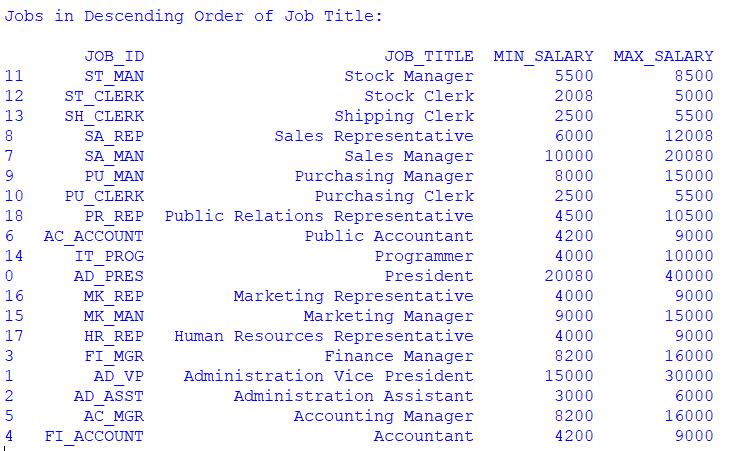 Jobs in Descending Order of Job Title:
JOB_ID JOB_TITLE MIN_SALARY MAX_SALARY
11 ST_MAN Stock Manager 5500 8500
12 ST_CLERK Stock Clerk 2008 5000
13 SH_CLERK Shipping Clerk 2500 5500
8 SA_REP Sales Representative 6000 12008
7 SA_MAN Sales Manager 10000 20080
9 PU_MAN Purchasing Manager 8000 15000
10 PU_CLERK Purchasing Clerk 2500 5500
18 PR_REP Public Relations Representative 4500 10500
6 AC_ACCOUNT Public Accountant 4200 9000
14 IT_PROG Programmer 4000 10000
0 AD_PRES President 20080 40000
16 MK_REP Marketing Representative 4000 9000
15 MK_MAN Marketing Manager 9000 15000
17 HR_REP Human Resources Representative 4000 9000
3 FI_MGR Finance Manager 8200 16000
1 AD_VP Administration Vice President 15000 30000
2 AD_ASST Administration Assistant 3000 6000
5 AC_MGR Accounting Manager 8200 16000
4 FI_ACCOUNT Accountant 4200 9000